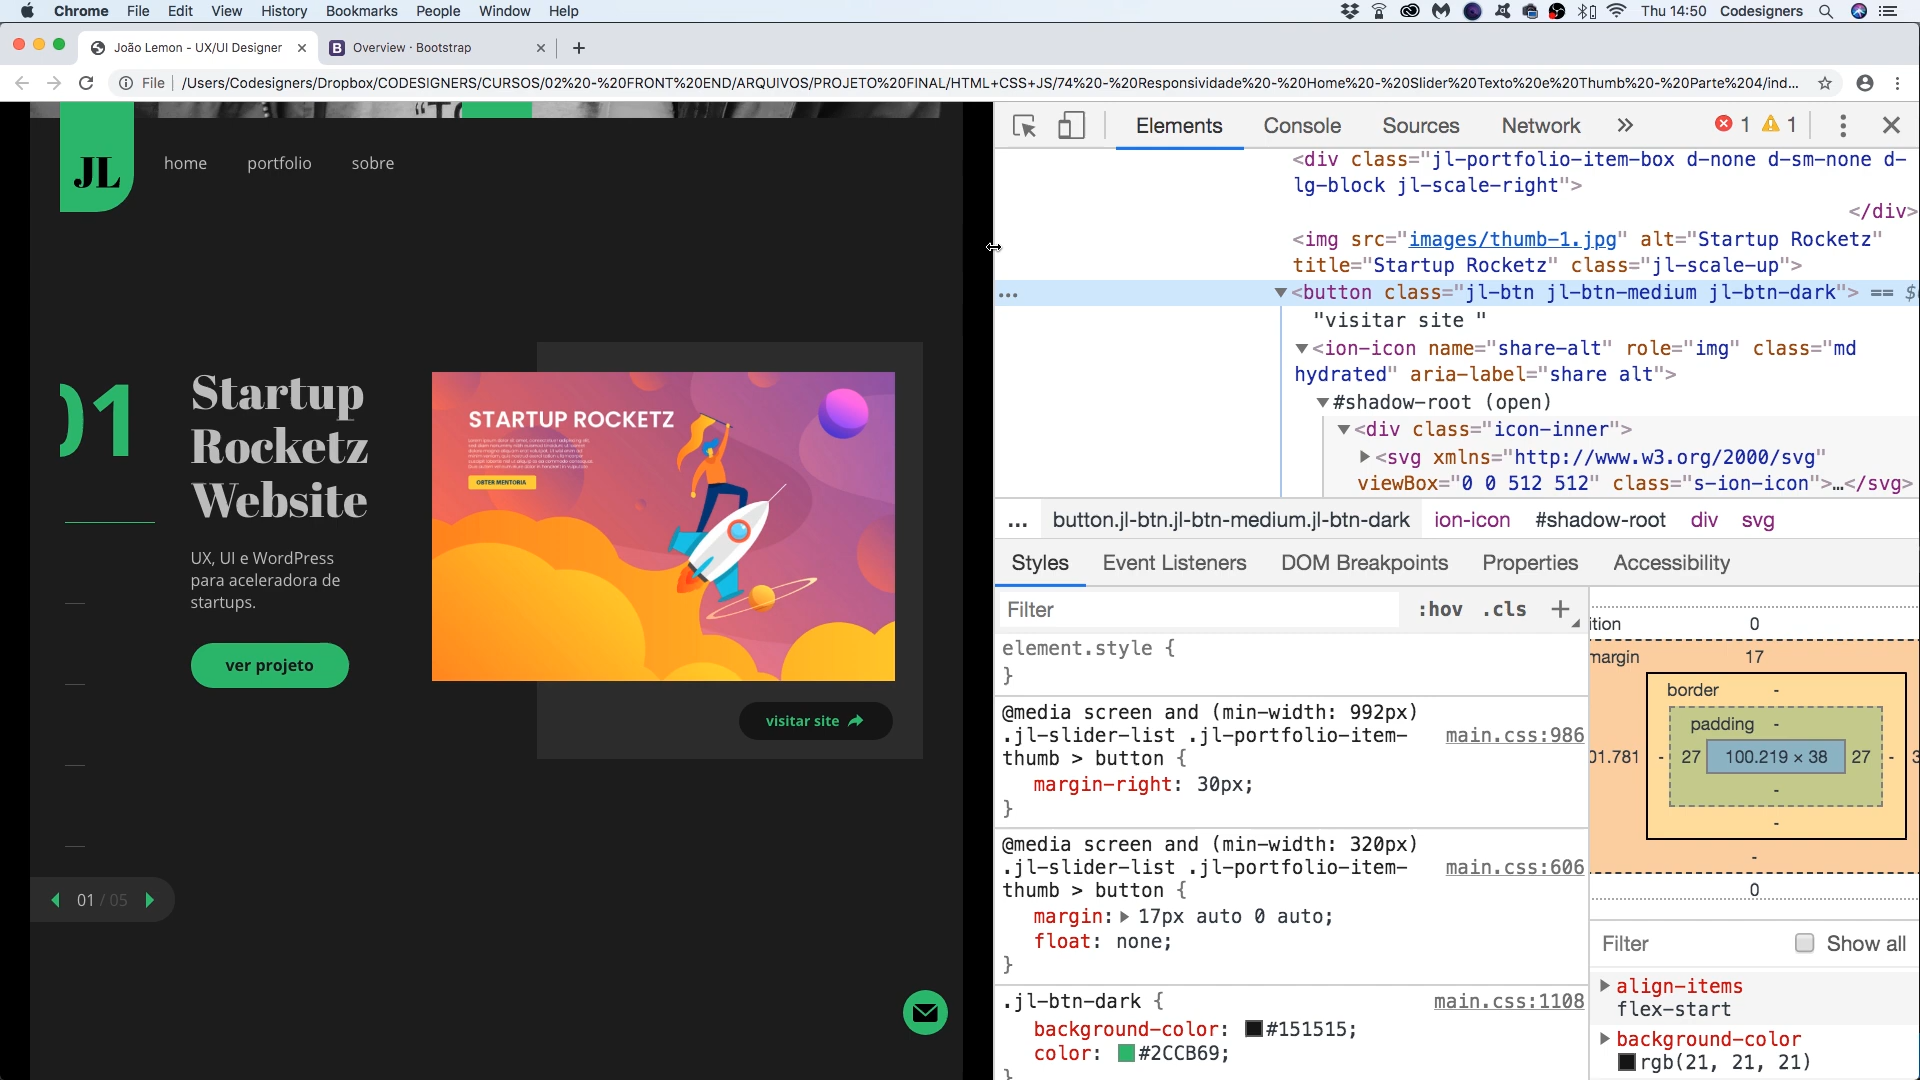 Chrome File Edit View History Bookmarks People Window Help Thu 14:50 Codesigners
João Lemon - UX/UI Designer Overview · Bootstrap
File /Users/Codesigners/Dropbox/CODESIGNERS/CURSOS/02%20-%20FRONT%20END/ARQUIVOS/PROJETO%20FINAL/HTML+CSS+JS/74%20-%20Responsividade%20-%20Home%20-%20Slider%20Texto%20e%20Thumb%20-%20Parte%204/ind...
JL
home portfolio sobre
01
Startup
Rocketz
Website
UX, UI e WordPress
para aceleradora de
startups.
ver projeto
STARTUP ROCKETZ
OBTER MENTORIA
visitar site
01 / 05
Elements Console Sources Network » 1 1
<div class="jl-portfolio-item-box d-none d-sm-none d-
lg-block jl-scale-right">
</div>
<img src="images/thumb-1.jpg" alt="Startup Rocketz"
title="Startup Rocketz" class="jl-scale-up">
... <button class="jl-btn jl-btn-medium jl-btn-dark"> == $
"visitar site "
<ion-icon name="share-alt" role="img" class="md
hydrated" aria-label="share alt">
#shadow-root (open)
<div class="icon-inner">
<svg xmlns="http://www.w3.org/2000/svg"
viewBox="0 0 512 512" class="s-ion-icon">…</svg>
... button.jl-btn.jl-btn-medium.jl-btn-dark ion-icon #shadow-root div svg
Styles Event Listeners DOM Breakpoints Properties Accessibility
Filter :hov .cls +
element.style {
}
@media screen and (min-width: 992px)
.jl-slider-list .jl-portfolio-item- main.css:986
thumb > button {
margin-right: 30px;
}
@media screen and (min-width: 320px)
.jl-slider-list .jl-portfolio-item- main.css:606
thumb > button {
margin: 17px auto 0 auto;
float: none;
}
.jl-btn-dark { main.css:1108
background-color: #151515;
color: #2CCB69;
}
ition 0
margin 17
border -
padding -
01.781 - 27 100.219 × 38 27 - 3
-
-
-
0
Filter Show all
align-items
flex-start
background-color
rgb(21, 21, 21)